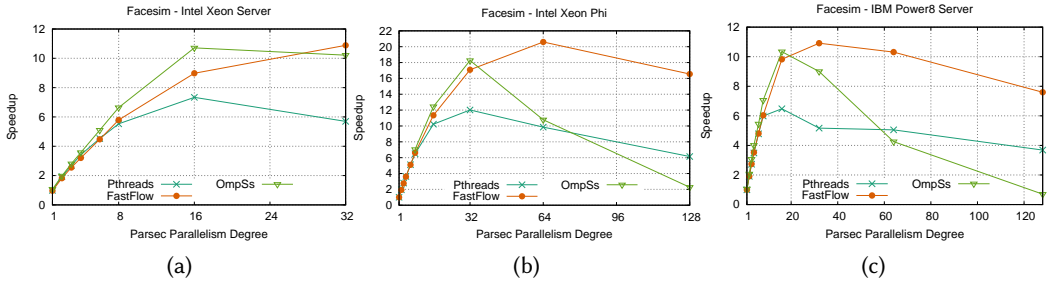 Facesim - Intel Xeon Server
12
10
8
6
4
2
0
1 8 16 24 32
Speedup
Parsec Parallelism Degree
Pthreads
FastFlow
OmpSs
(a)
Facesim - Intel Xeon Phi
22
20
18
16
14
12
10
8
6
4
2
0
1 32 64 96 128
Speedup
Parsec Parallelism Degree
Pthreads
FastFlow
OmpSs
(b)
Facesim - IBM Power8 Server
12
10
8
6
4
2
0
1 20 40 60 80 100 120
Speedup
Parsec Parallelism Degree
Pthreads
FastFlow
OmpSs
(c)